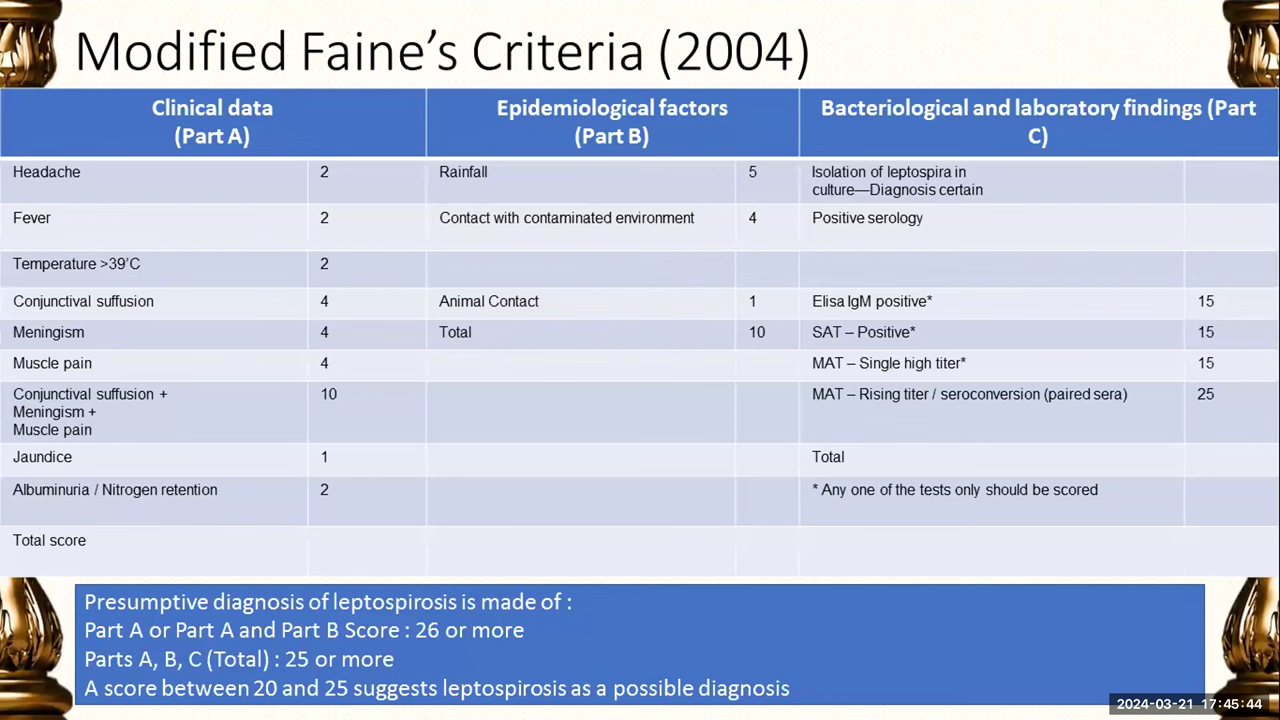 Modified Faine’s Criteria (2004)
Clinical data
(Part A)
Epidemiological factors
(Part B)
Bacteriological and laboratory findings (Part
C)
Headache 2 Rainfall 5 Isolation of leptospira in
culture—Diagnosis certain
Fever 2 Contact with contaminated environment 4 Positive serology
Temperature >39’C 2
Conjunctival suffusion 4 Animal Contact 1 Elisa IgM positive* 15
Meningism 4 Total 10 SAT – Positive* 15
Muscle pain 4 MAT – Single high titer* 15
Conjunctival suffusion + 10 MAT – Rising titer / seroconversion (paired sera) 25
Meningism +
Muscle pain
Jaundice 1 Total
Albuminuria / Nitrogen retention 2 * Any one of the tests only should be scored
Total score
Presumptive diagnosis of leptospirosis is made of :
Part A or Part A and Part B Score : 26 or more
Parts A, B, C (Total) : 25 or more
A score between 20 and 25 suggests leptospirosis as a possible diagnosis
2024-03-21 17:45:44